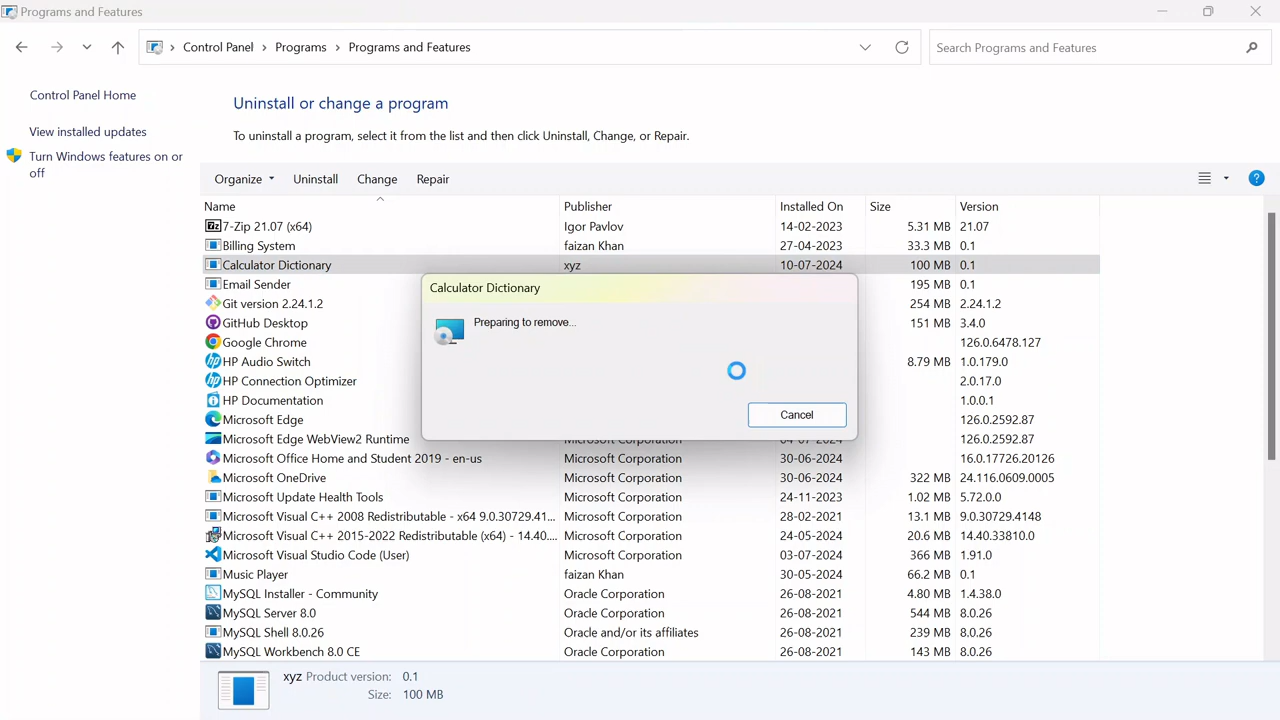 Programs and Features
Control Panel > Programs > Programs and Features
Search Programs and Features
Control Panel Home
View installed updates
Turn Windows features on or
off
Uninstall or change a program
To uninstall a program, select it from the list and then click Uninstall, Change, or Repair.
Organize Uninstall Change Repair
Name Publisher Installed On Size Version
7-Zip 21.07 (x64) Igor Pavlov 14-02-2023 5.31 MB 21.07
Billing System faizan Khan 27-04-2023 33.3 MB 0.1
Calculator Dictionary xyz 10-07-2024 100 MB 0.1
Email Sender 195 MB 0.1
Git version 2.24.1.2 254 MB 2.24.1.2
GitHub Desktop 151 MB 3.4.0
Google Chrome 126.0.6478.127
HP Audio Switch 8.79 MB 1.0.179.0
HP Connection Optimizer 2.0.17.0
HP Documentation 1.0.0.1
Microsoft Edge 126.0.2592.87
Microsoft Edge WebView2 Runtime Microsoft Corporation 04-07-2024 126.0.2592.87
Microsoft Office Home and Student 2019 - en-us Microsoft Corporation 30-06-2024 16.0.17726.20126
Microsoft OneDrive Microsoft Corporation 30-06-2024 322 MB 24.116.0609.0005
Microsoft Update Health Tools Microsoft Corporation 24-11-2023 1.02 MB 5.72.0.0
Microsoft Visual C++ 2008 Redistributable - x64 9.0.30729.41... Microsoft Corporation 28-02-2021 13.1 MB 9.0.30729.4148
Microsoft Visual C++ 2015-2022 Redistributable (x64) - 14.40.... Microsoft Corporation 24-05-2024 20.6 MB 14.40.33810.0
Microsoft Visual Studio Code (User) Microsoft Corporation 03-07-2024 366 MB 1.91.0
Music Player faizan Khan 30-05-2024 66.2 MB 0.1
MySQL Installer - Community Oracle Corporation 26-08-2021 4.80 MB 1.4.38.0
MySQL Server 8.0 Oracle Corporation 26-08-2021 544 MB 8.0.26
MySQL Shell 8.0.26 Oracle and/or its affiliates 26-08-2021 239 MB 8.0.26
MySQL Workbench 8.0 CE Oracle Corporation 26-08-2021 143 MB 8.0.26
Calculator Dictionary
Preparing to remove...
Cancel
xyz Product version: 0.1
Size: 100 MB